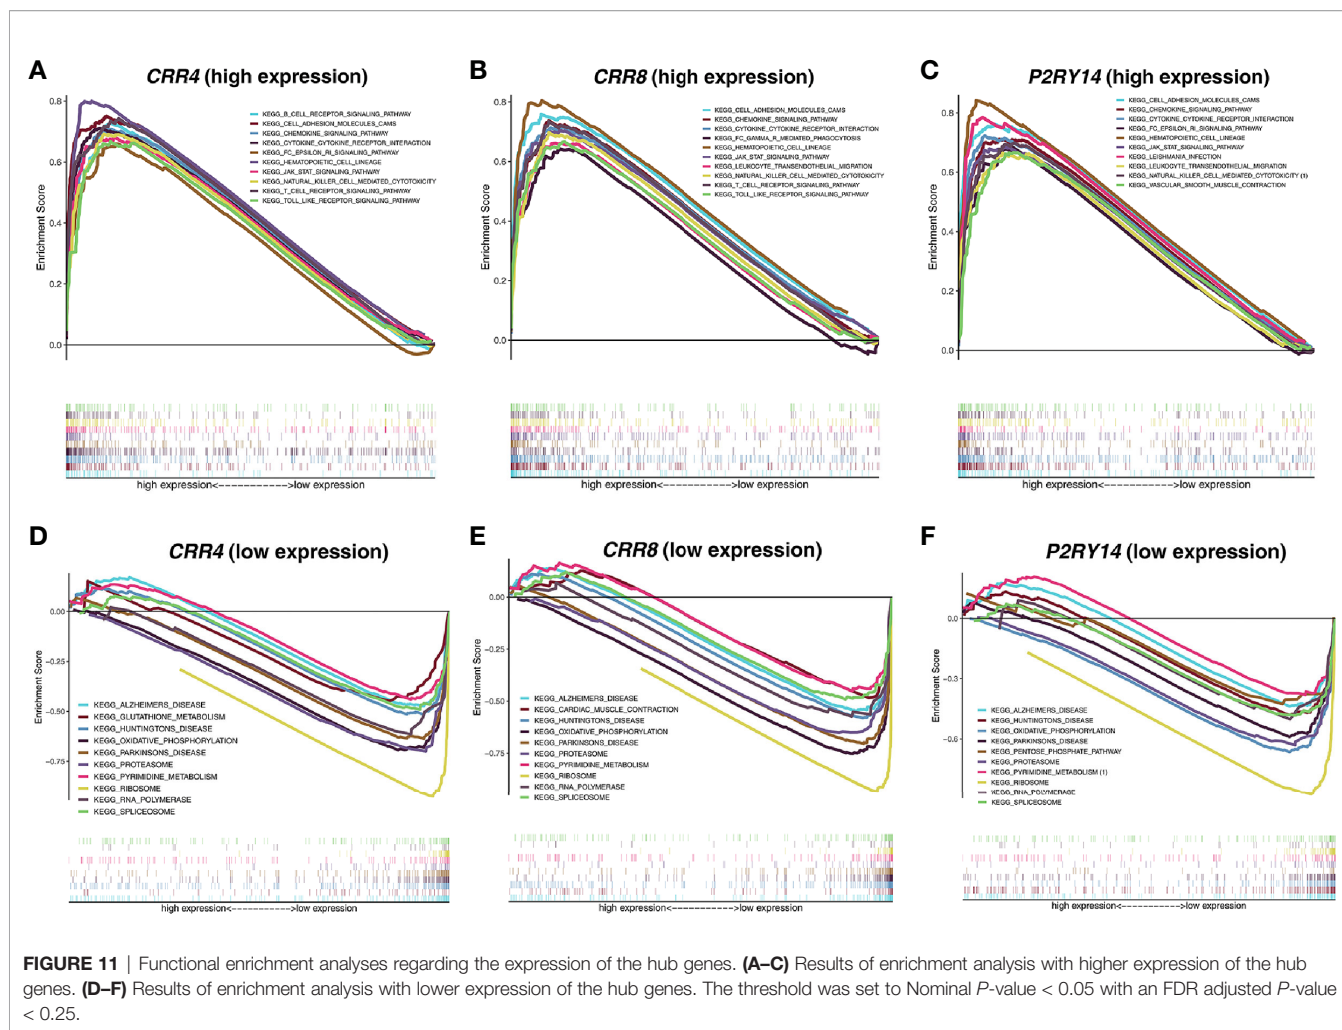 A
CRR4 (high expression)
Enrichment Score
0.8
0.6
0.4
0.2
0.0
KEGG_B_CELL_RECEPTOR_SIGNALING_PATHWAY
KEGG_CELL_ADHESION_MOLECULES_CAMS
KEGG_CHEMOKINE_SIGNALING_PATHWAY
KEGG_CYTOKINE_CYTOKINE_RECEPTOR_INTERACTION
KEGG_FC_EPSILON_RI_SIGNALING_PATHWAY
KEGG_HEMATOPOIETIC_CELL_LINEAGE
KEGG_JAK_STAT_SIGNALING_PATHWAY
KEGG_NATURAL_KILLER_CELL_MEDIATED_CYTOTOXICITY
KEGG_T_CELL_RECEPTOR_SIGNALING_PATHWAY
KEGG_TOLL_LIKE_RECEPTOR_SIGNALING_PATHWAY
high expression<------------->low expression
B
CRR8 (high expression)
Enrichment Score
0.8
0.6
0.4
0.2
0.0
KEGG_CELL_ADHESION_MOLECULES_CAMS
KEGG_CHEMOKINE_SIGNALING_PATHWAY
KEGG_CYTOKINE_CYTOKINE_RECEPTOR_INTERACTION
KEGG_FC_GAMMA_R_MEDIATED_PHAGOCYTOSIS
KEGG_HEMATOPOIETIC_CELL_LINEAGE
KEGG_JAK_STAT_SIGNALING_PATHWAY
KEGG_LEUKOCYTE_TRANSENDOTHELIAL_MIGRATION
KEGG_NATURAL_KILLER_CELL_MEDIATED_CYTOTOXICITY
KEGG_T_CELL_RECEPTOR_SIGNALING_PATHWAY
KEGG_TOLL_LIKE_RECEPTOR_SIGNALING_PATHWAY
high expression<------------->low expression
C
P2RY14 (high expression)
Enrichment Score
0.8
0.6
0.4
0.2
0.0
KEGG_CELL_ADHESION_MOLECULES_CAMS
KEGG_CHEMOKINE_SIGNALING_PATHWAY
KEGG_CYTOKINE_CYTOKINE_RECEPTOR_INTERACTION
KEGG_FC_EPSILON_RI_SIGNALING_PATHWAY
KEGG_HEMATOPOIETIC_CELL_LINEAGE
KEGG_JAK_STAT_SIGNALING_PATHWAY
KEGG_LEISHMANIA_INFECTION
KEGG_LEUKOCYTE_TRANSENDOTHELIAL_MIGRATION
KEGG_NATURAL_KILLER_CELL_MEDIATED_CYTOTOXICITY (1)
KEGG_VASCULAR_SMOOTH_MUSCLE_CONTRACTION
high expression<------------->low expression
D
CRR4 (low expression)
Enrichment Score
0.00
−0.25
−0.50
−0.75
KEGG_ALZHEIMERS_DISEASE
KEGG_GLUTATHIONE_METABOLISM
KEGG_HUNTINGTONS_DISEASE
KEGG_OXIDATIVE_PHOSPHORYLATION
KEGG_PARKINSONS_DISEASE
KEGG_PROTEASOME
KEGG_PYRIMIDINE_METABOLISM
KEGG_RIBOSOME
KEGG_RNA_POLYMERASE
KEGG_SPLICEOSOME
high expression<------------->low expression
E
CRR8 (low expression)
Enrichment Score
0.00
−0.25
−0.50
−0.75
KEGG_ALZHEIMERS_DISEASE
KEGG_CARDIAC_MUSCLE_CONTRACTION
KEGG_HUNTINGTONS_DISEASE
KEGG_OXIDATIVE_PHOSPHORYLATION
KEGG_PARKINSONS_DISEASE
KEGG_PROTEASOME
KEGG_PYRIMIDINE_METABOLISM
KEGG_RIBOSOME
KEGG_RNA_POLYMERASE
KEGG_SPLICEOSOME
high expression<------------->low expression
F
P2RY14 (low expression)
Enrichment Score
0.0
−0.3
−0.6
KEGG_ALZHEIMERS_DISEASE
KEGG_HUNTINGTONS_DISEASE
KEGG_OXIDATIVE_PHOSPHORYLATION
KEGG_PARKINSONS_DISEASE
KEGG_PENTOSE_PHOSPHATE_PATHWAY
KEGG_PROTEASOME
KEGG_PYRIMIDINE_METABOLISM (1)
KEGG_RIBOSOME
KEGG_RNA_POLYMERASE
KEGG_SPLICEOSOME
high expression<------------->low expression
FIGURE 11 | Functional enrichment analyses regarding the expression of the hub genes. (A–C) Results of enrichment analysis with higher expression of the hub
genes. (D–F) Results of enrichment analysis with lower expression of the hub genes. The threshold was set to Nominal P-value < 0.05 with an FDR adjusted P-value
< 0.25.